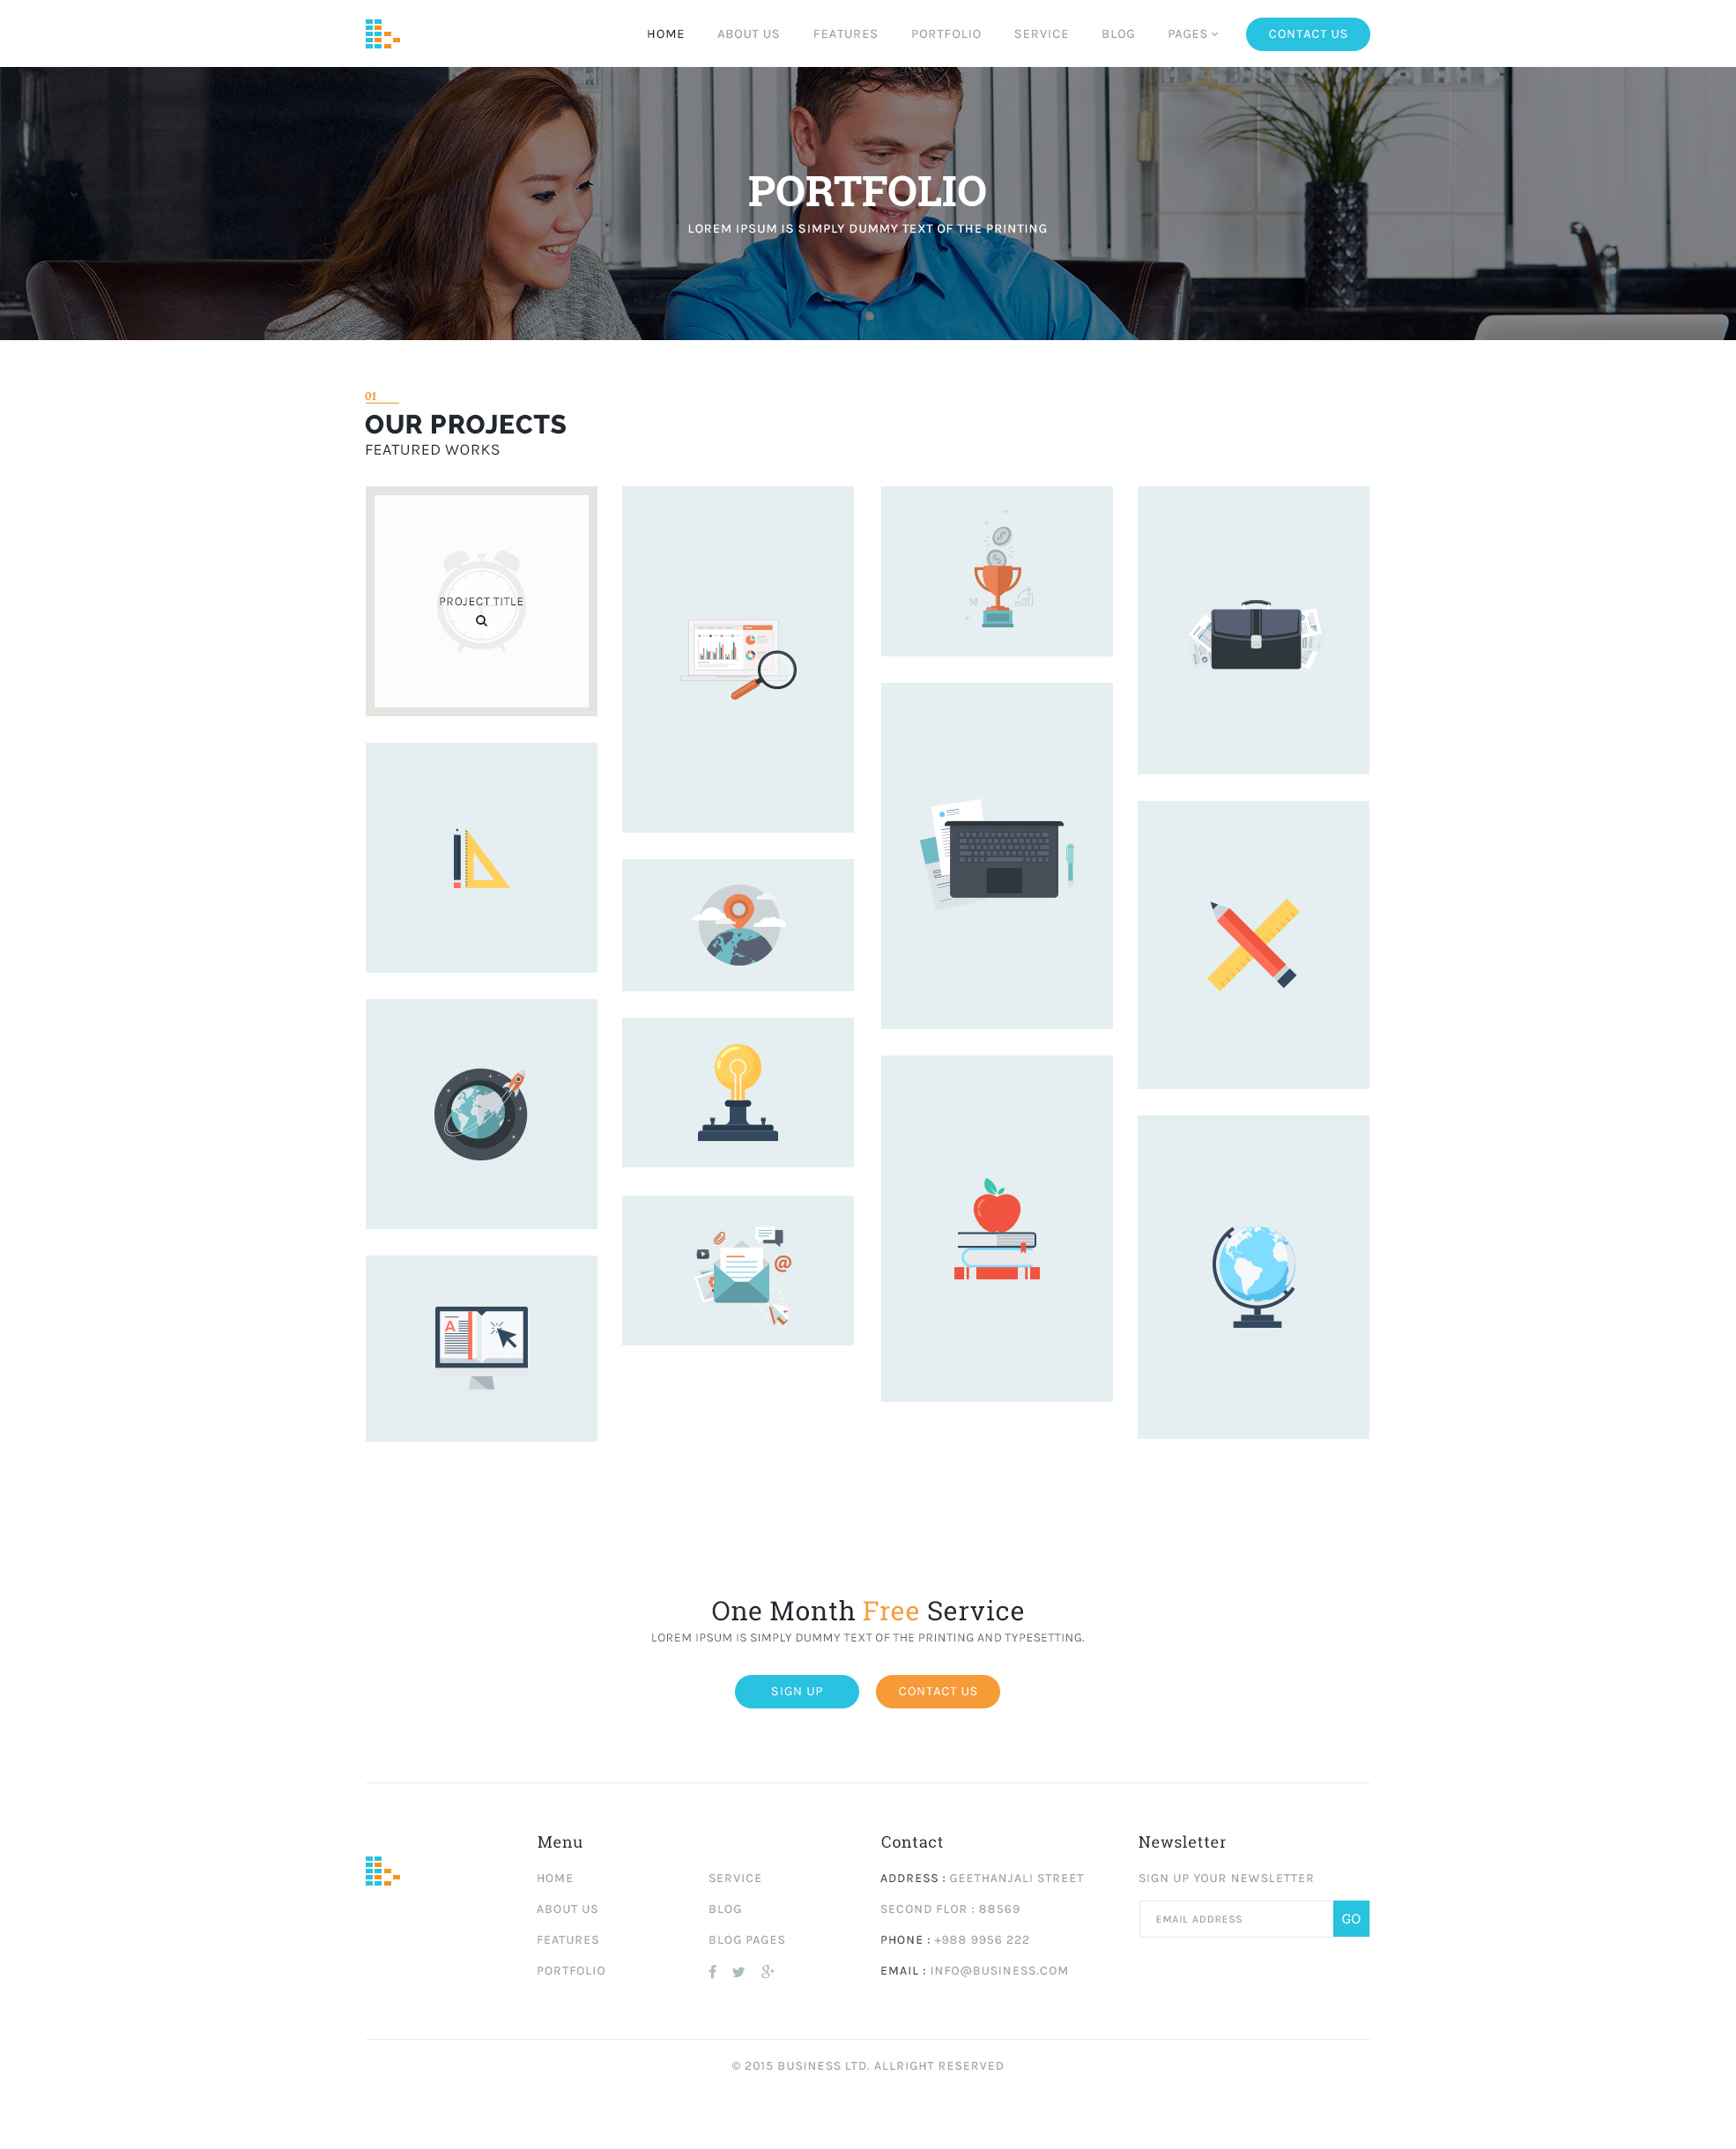 HOME ABOUT US FEATURES PORTFOLIO SERVICE BLOG PAGES CONTACT US
PORTFOLIO
LOREM IPSUM IS SIMPLY DUMMY TEXT OF THE PRINTING
01
OUR PROJECTS
FEATURED WORKS
PROJECT TITLE
A
@
One Month Free Service
LOREM IPSUM IS SIMPLY DUMMY TEXT OF THE PRINTING AND TYPESETTING.
SIGN UP CONTACT US
Menu
HOME
ABOUT US
FEATURES
PORTFOLIO
SERVICE
BLOG
BLOG PAGES
Contact
ADDRESS : GEETHANJALI STREET
SECOND FLOR : 88569
PHONE : +988 9956 222
EMAIL : INFO@BUSINESS.COM
Newsletter
SIGN UP YOUR NEWSLETTER
EMAIL ADDRESS GO
© 2015 BUSINESS LTD. ALLRIGHT RESERVED